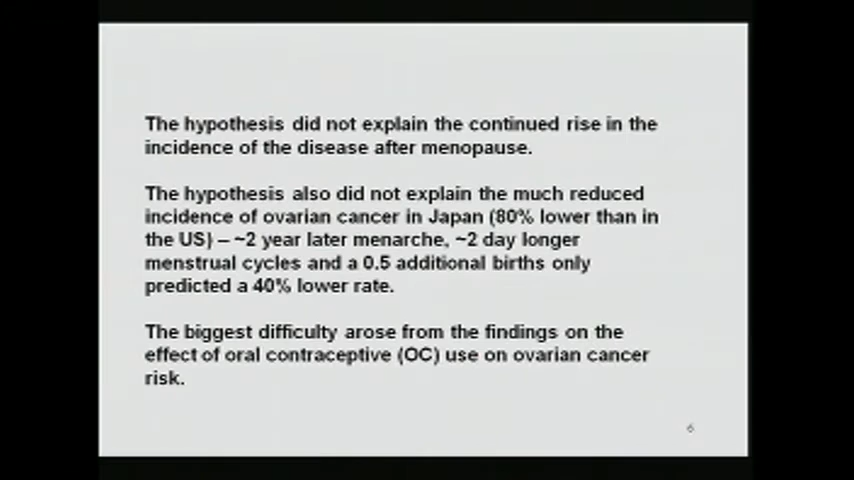 The hypothesis did not explain the continued rise in the
incidence of the disease after menopause.
The hypothesis also did not explain the much reduced
incidence of ovarian cancer in Japan (80% lower than in
the US) – ~2 year later menarche, ~2 day longer
menstrual cycles and a 0.5 additional births only
predicted a 40% lower rate.
The biggest difficulty arose from the findings on the
effect of oral contraceptive (OC) use on ovarian cancer
risk.
6